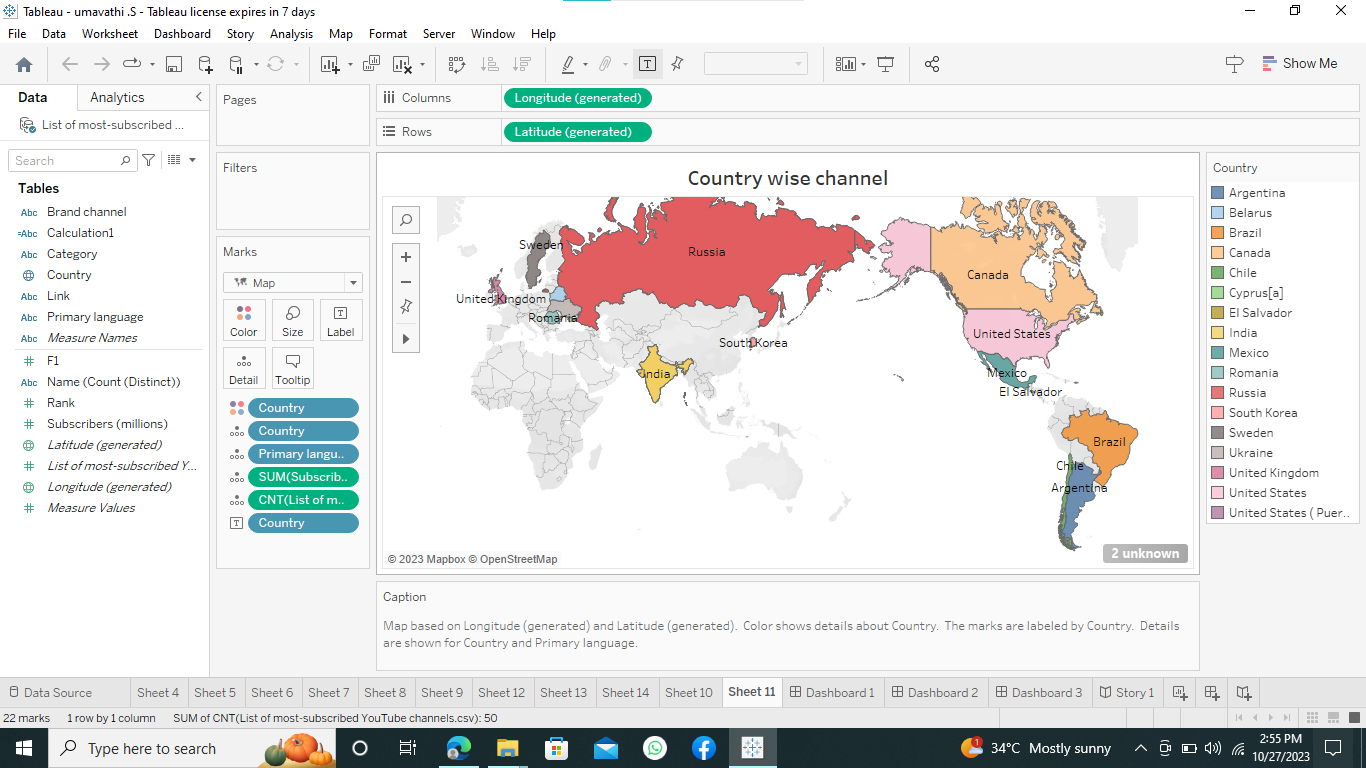 Tableau - umavathi .S - Tableau license expires in 7 days
File Data Worksheet Dashboard Story Analysis Map Format Server Window Help
Show Me
Data Analytics
List of most-subscribed ...
Search
Tables
Abc Brand channel
=Abc Calculation1
Abc Category
Country
Abc Link
Abc Primary language
Abc Measure Names
# F1
Abc Name (Count (Distinct))
# Rank
# Subscribers (millions)
Latitude (generated)
# List of most-subscribed Y...
Longitude (generated)
# Measure Values
Pages
Filters
Marks
Map
Color Size Label
Detail Tooltip
Country
Country
Primary langu..
SUM(Subscrib..
CNT(List of m..
Country
Columns Longitude (generated)
Rows Latitude (generated)
Country wise channel
Sweden
Russia
Canada
United Kingdom
Romania
United States
South Korea
India
Mexico
El Salvador
Brazil
Chile
Argentina
© 2023 Mapbox © OpenStreetMap
2 unknown
Caption
Map based on Longitude (generated) and Latitude (generated). Color shows details about Country. The marks are labeled by Country. Details
are shown for Country and Primary language.
Country
Argentina
Belarus
Brazil
Canada
Chile
Cyprus[a]
El Salvador
India
Mexico
Romania
Russia
South Korea
Sweden
Ukraine
United Kingdom
United States
United States ( Puer..
Data Source Sheet 4 Sheet 5 Sheet 6 Sheet 7 Sheet 8 Sheet 9 Sheet 12 Sheet 13 Sheet 14 Sheet 10 Sheet 11 Dashboard 1 Dashboard 2 Dashboard 3 Story 1
22 marks 1 row by 1 column SUM of CNT(List of most-subscribed YouTube channels.csv): 50
Type here to search
1 34°C Mostly sunny
2:55 PM
10/27/2023